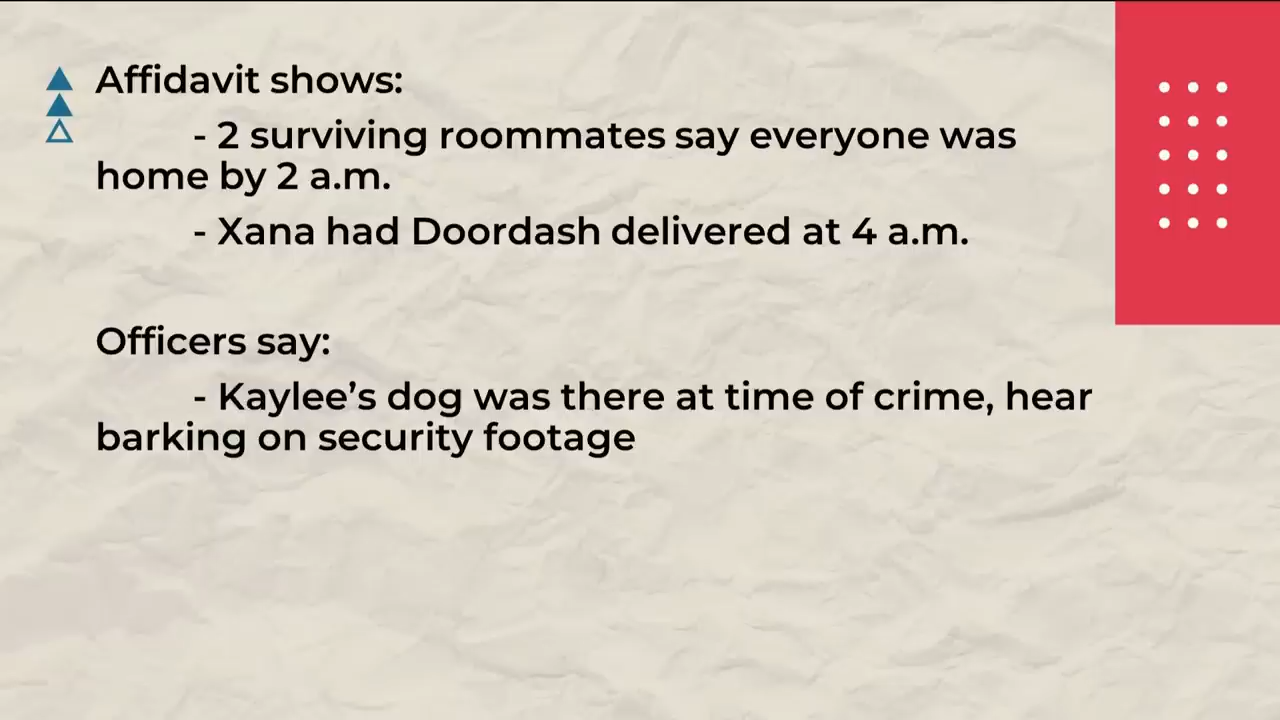 Affidavit shows:
- 2 surviving roommates say everyone was
home by 2 a.m.
- Xana had Doordash delivered at 4 a.m.
Officers say:
- Kaylee’s dog was there at time of crime, hear
barking on security footage